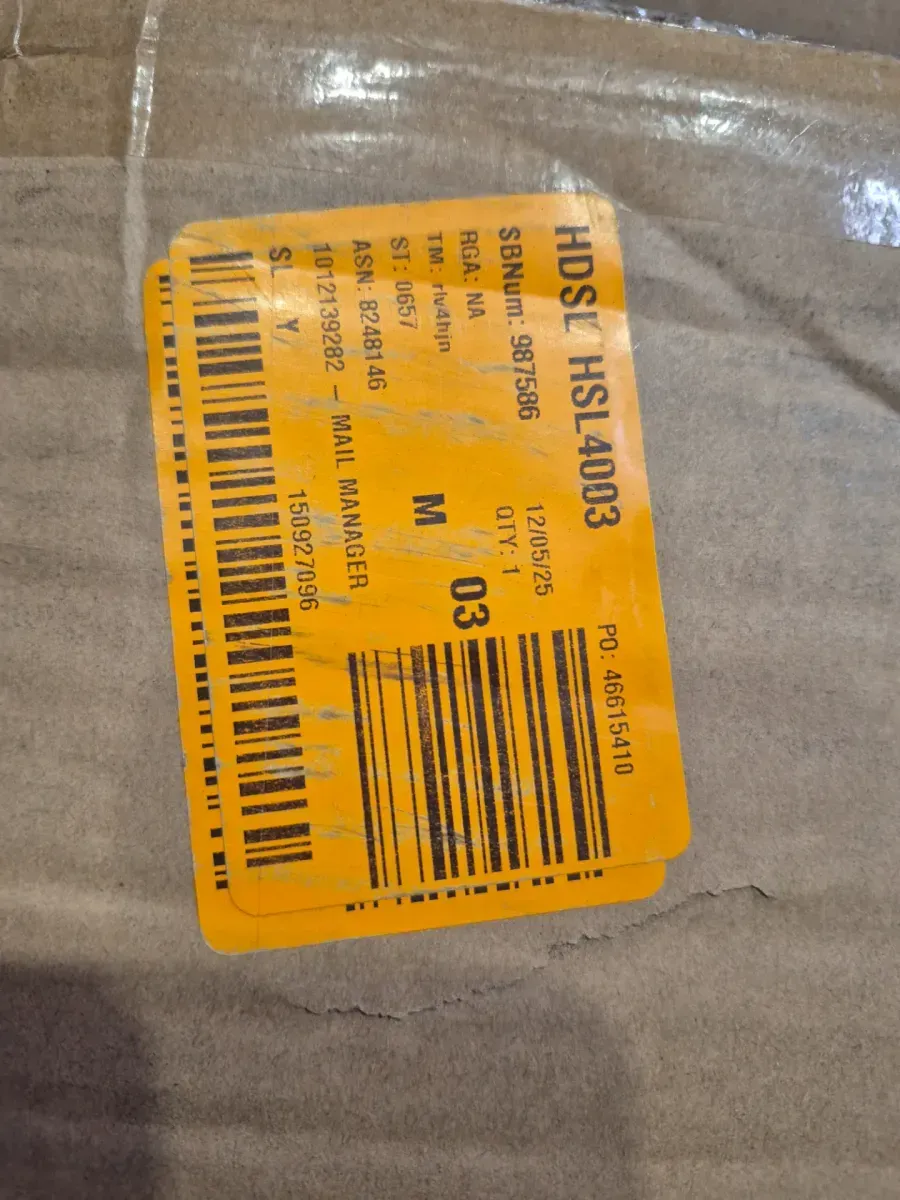 HDSL HSL4003
PO: 46615410
SBNum: 987586
12/05/25
RGA: NA
QTY: 1
TM: rlv4hjn
ST: 0657
M
03
ASN: 8248146
1012139282 — MAIL MANAGER
SL Y
150927096